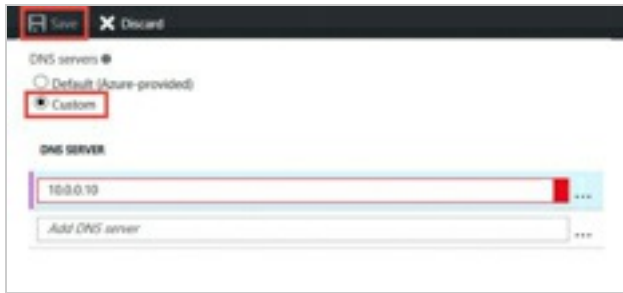 Save Discard
DNS servers
Default (Azure-provided)
Custom
DNS SERVER
10.0.0.10
Add DNS server